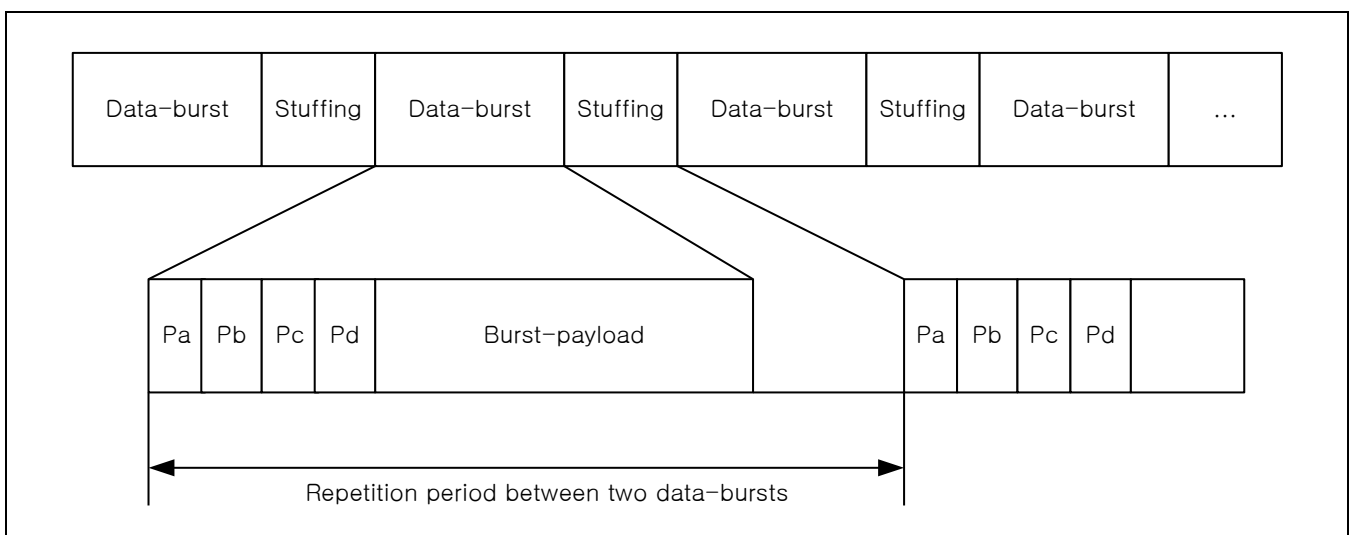 Data-burst Stuffing Data-burst Stuffing Data-burst Stuffing Data-burst ...
Pa Pb Pc Pd Burst-payload Pa Pb Pc Pd
Repetition period between two data-bursts